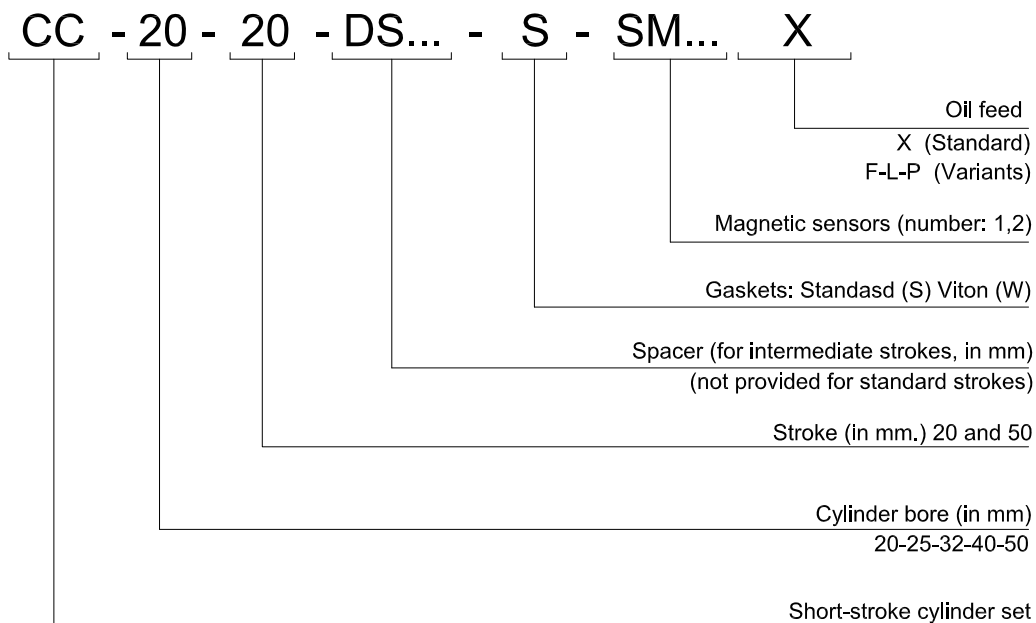 CC - 20 - 20 - DS... - S - SM... X
Oil feed
X (Standard)
F-L-P (Variants)
Magnetic sensors (number: 1,2)
Gaskets: Standasd (S) Viton (W)
Spacer (for intermediate strokes, in mm)
(not provided for standard strokes)
Stroke (in mm.) 20 and 50
Cylinder bore (in mm)
20-25-32-40-50
Short-stroke cylinder set